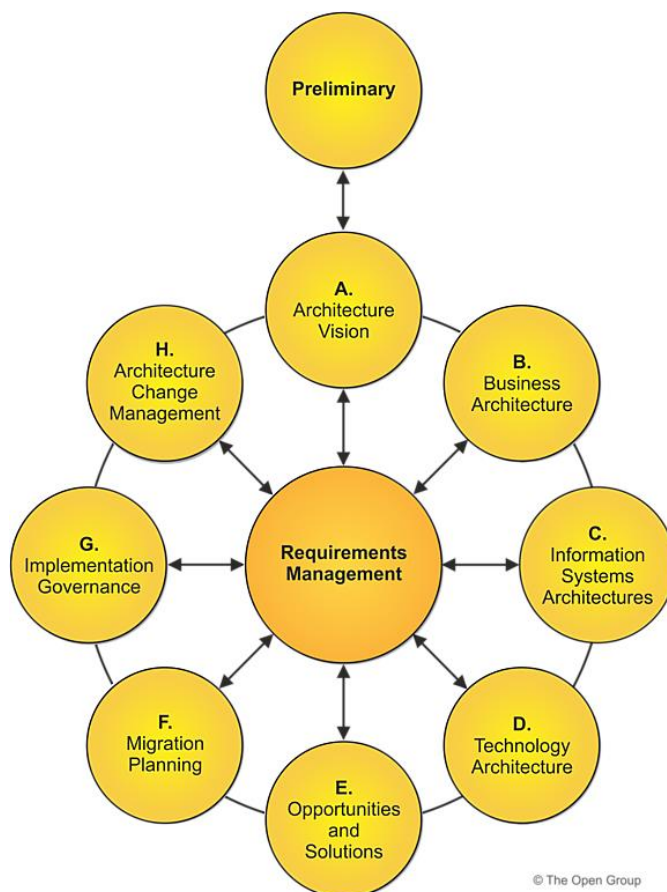 Preliminary
A.
Architecture
Vision
B.
Business
Architecture
C.
Information
Systems
Architectures
D.
Technology
Architecture
E.
Opportunities
and
Solutions
F.
Migration
Planning
G.
Implementation
Governance
H.
Architecture
Change
Management
Requirements
Management
© The Open Group